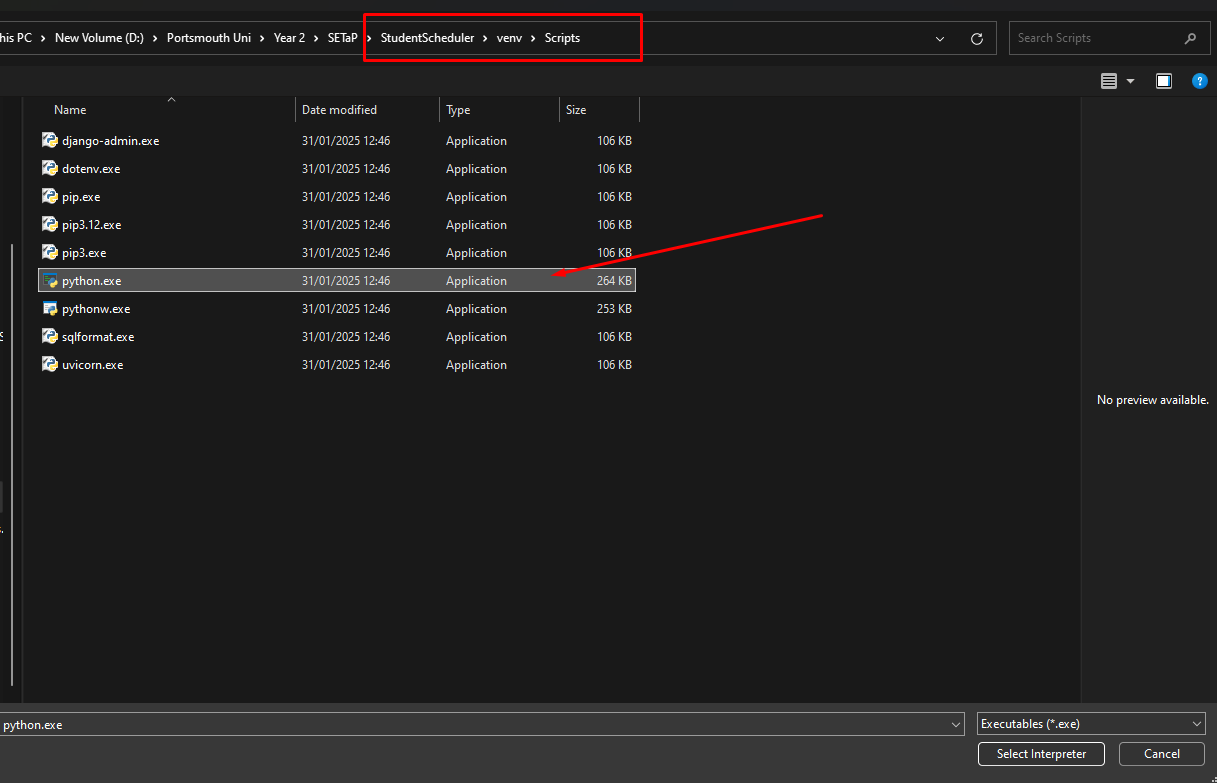 his PC > New Volume (D:) > Portsmouth Uni > Year 2 > SETaP > StudentScheduler > venv > Scripts
Search Scripts
Name Date modified Type Size
django-admin.exe 31/01/2025 12:46 Application 106 KB
dotenv.exe 31/01/2025 12:46 Application 106 KB
pip.exe 31/01/2025 12:46 Application 106 KB
pip3.12.exe 31/01/2025 12:46 Application 106 KB
pip3.exe 31/01/2025 12:46 Application 106 KB
python.exe 31/01/2025 12:46 Application 264 KB
pythonw.exe 31/01/2025 12:46 Application 253 KB
sqlformat.exe 31/01/2025 12:46 Application 106 KB
uvicorn.exe 31/01/2025 12:46 Application 106 KB
No preview available.
python.exe
Executables (*.exe)
Select Interpreter
Cancel